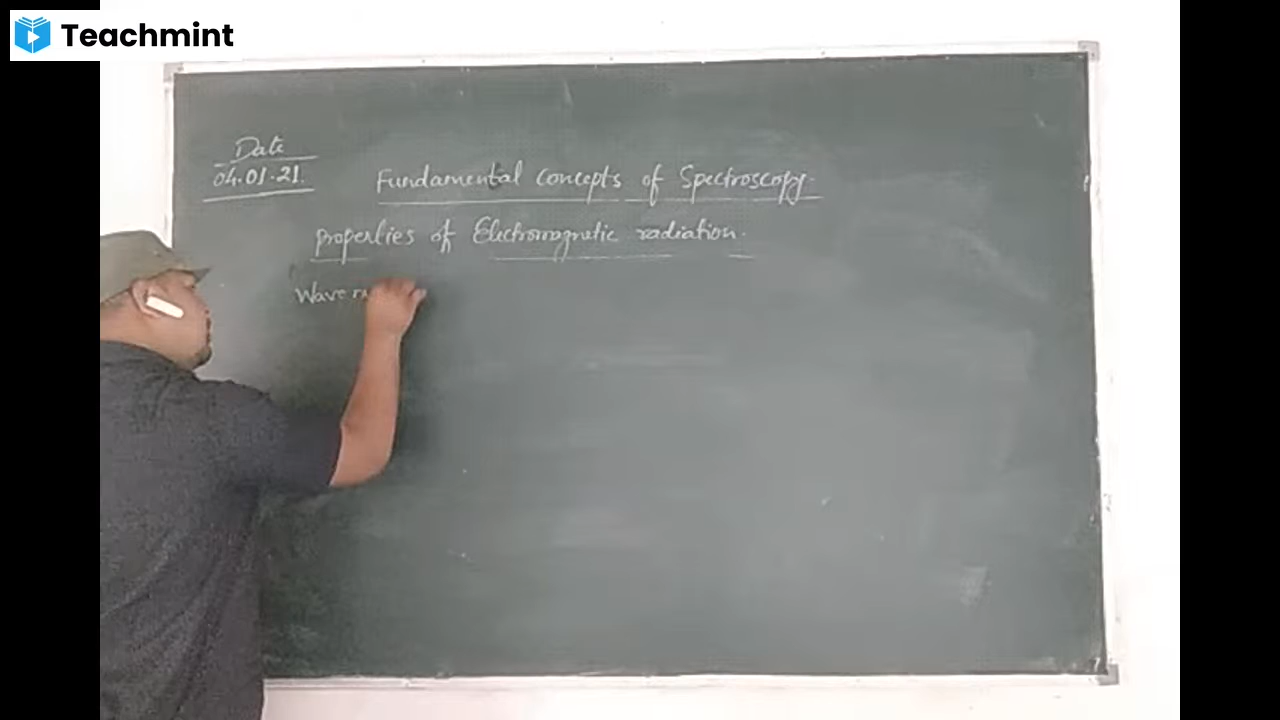 Teachmint
Date
04.01.21.
Fundamental concepts of Spectroscopy.
properties of Electromagnetic radiation.
Wave